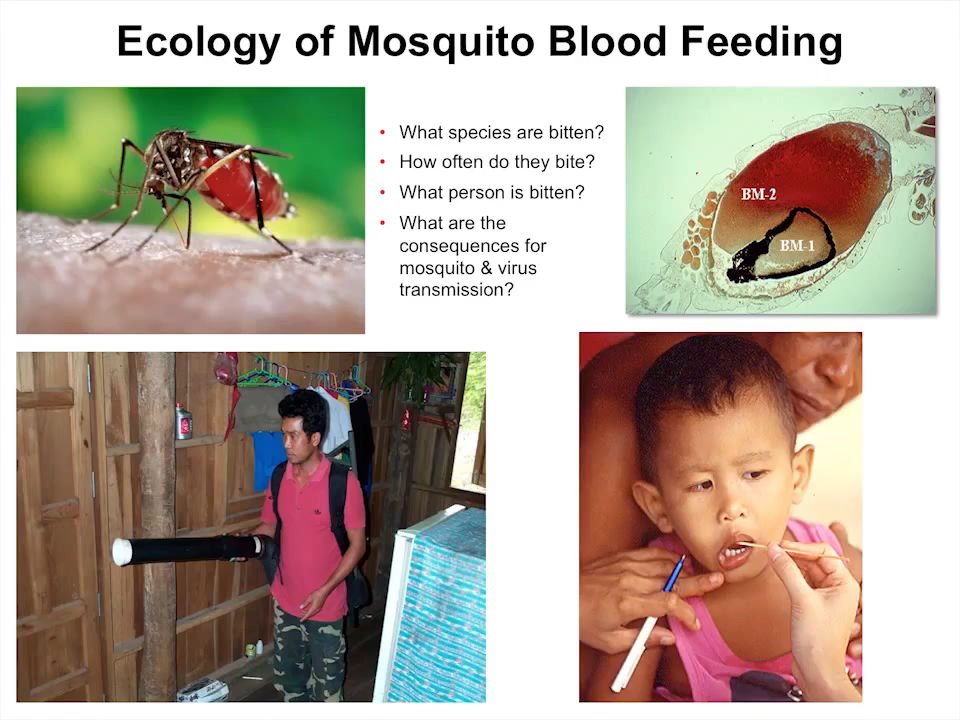 Ecology of Mosquito Blood Feeding
• What species are bitten?
• How often do they bite?
• What person is bitten?
• What are the
consequences for
mosquito & virus
transmission?
BM-2
BM-1